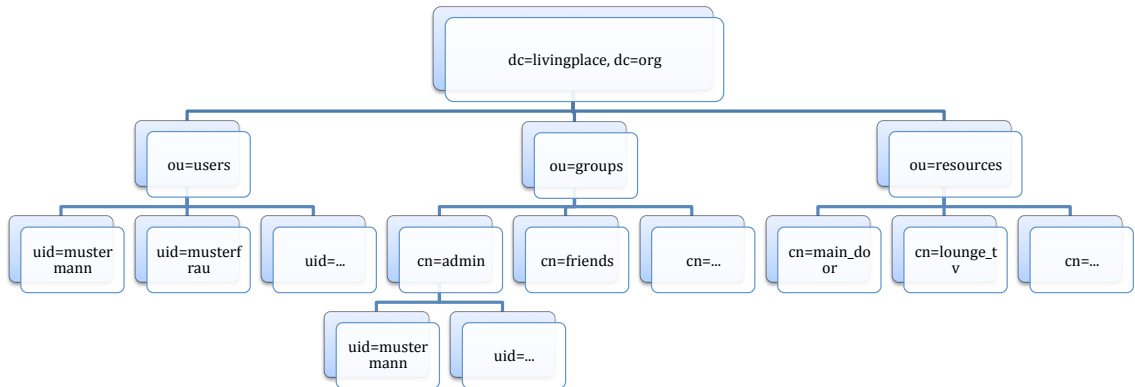 dc=livingplace, dc=org
ou=users
ou=groups
ou=resources
uid=muster
mann
uid=musterf
rau
uid=...
cn=admin
cn=friends
cn=...
cn=main_do
or
cn=lounge_t
v
cn=...
uid=muster
mann
uid=...